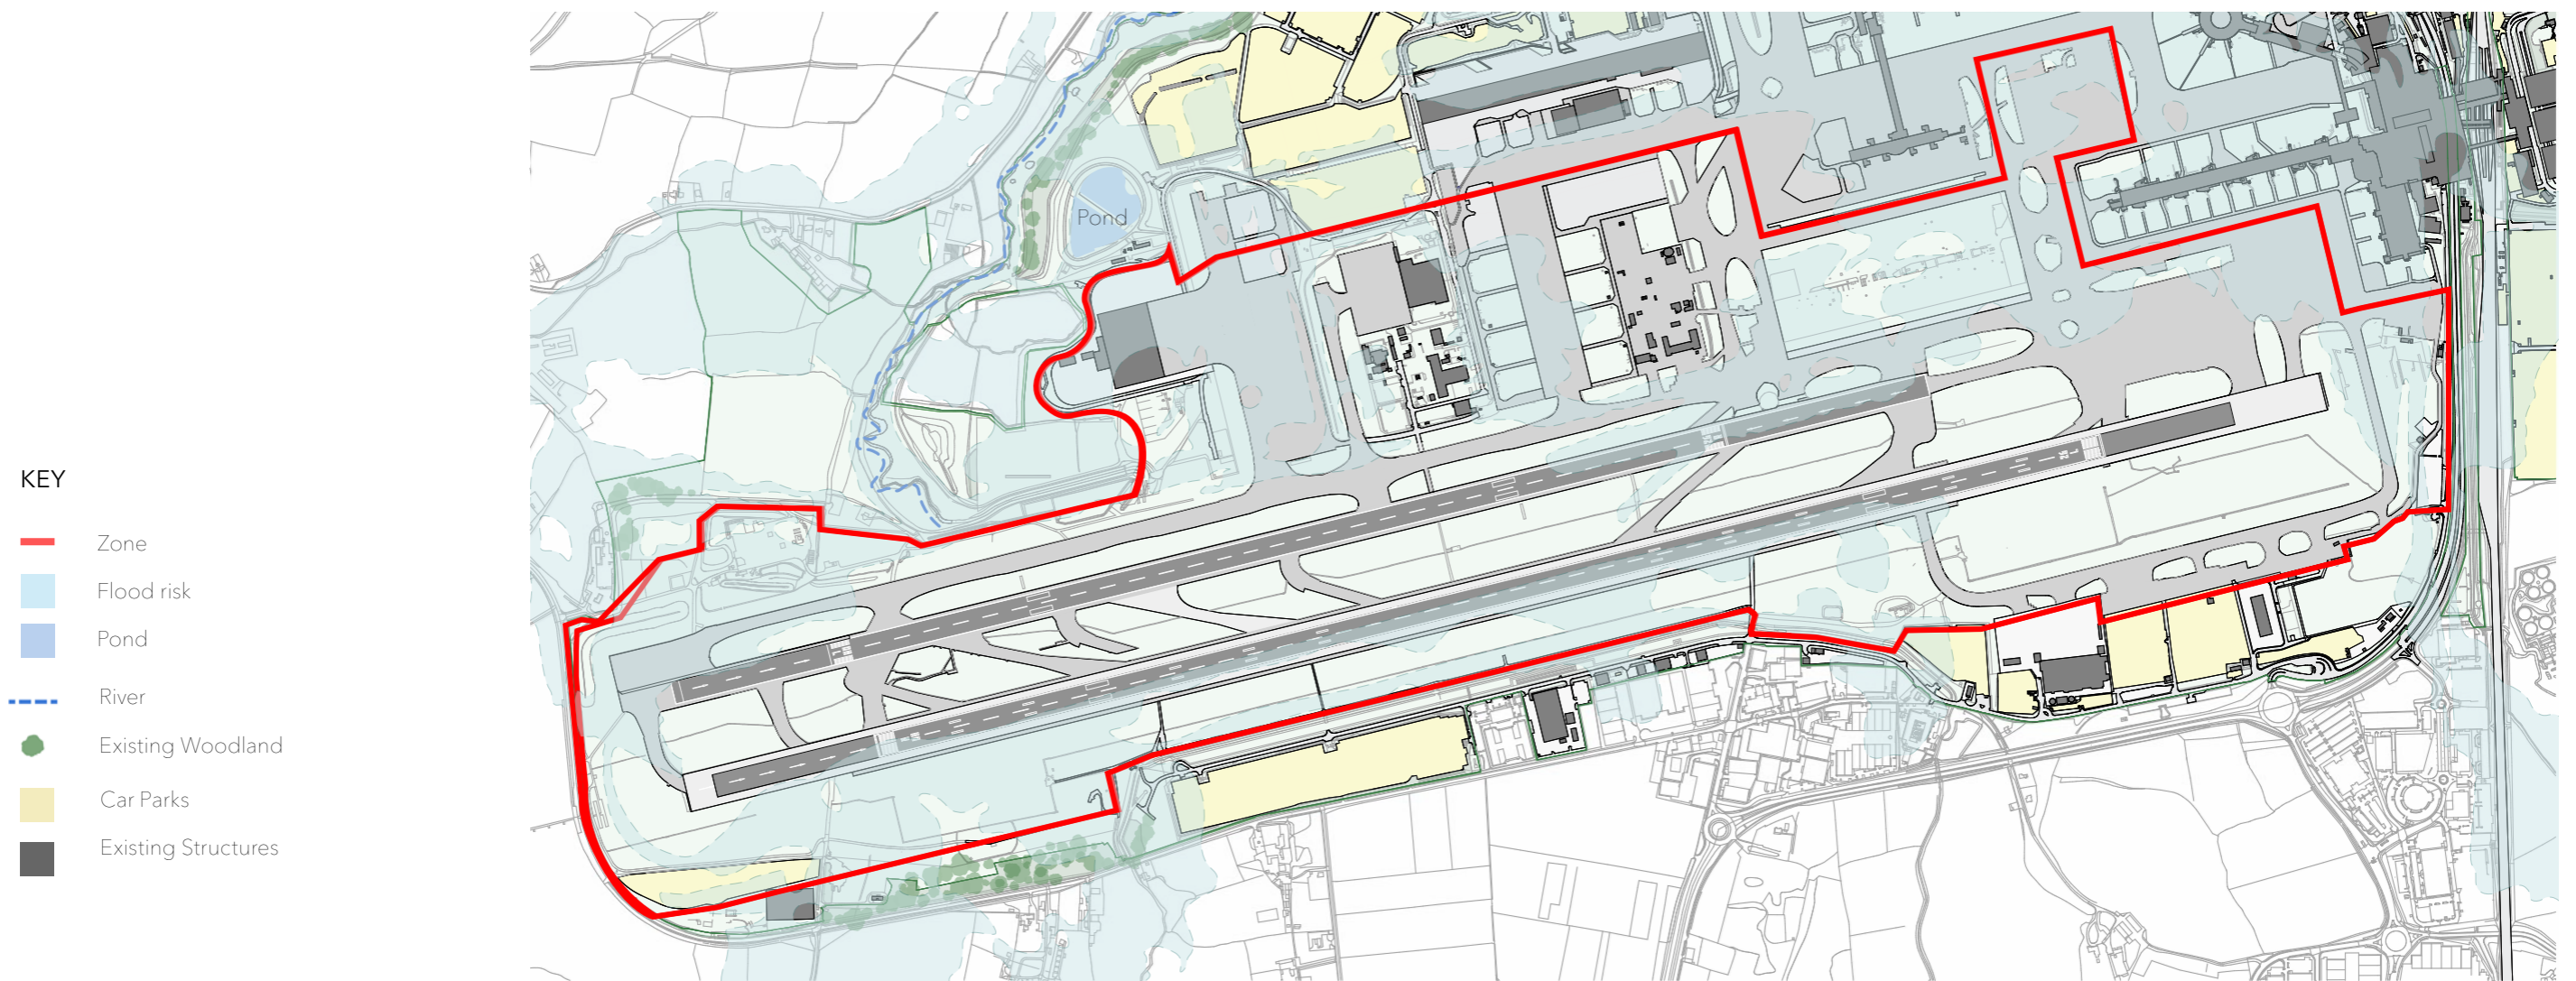 Pond
KEY
Zone
Flood risk
Pond
River
Existing Woodland
Car Parks
Existing Structures